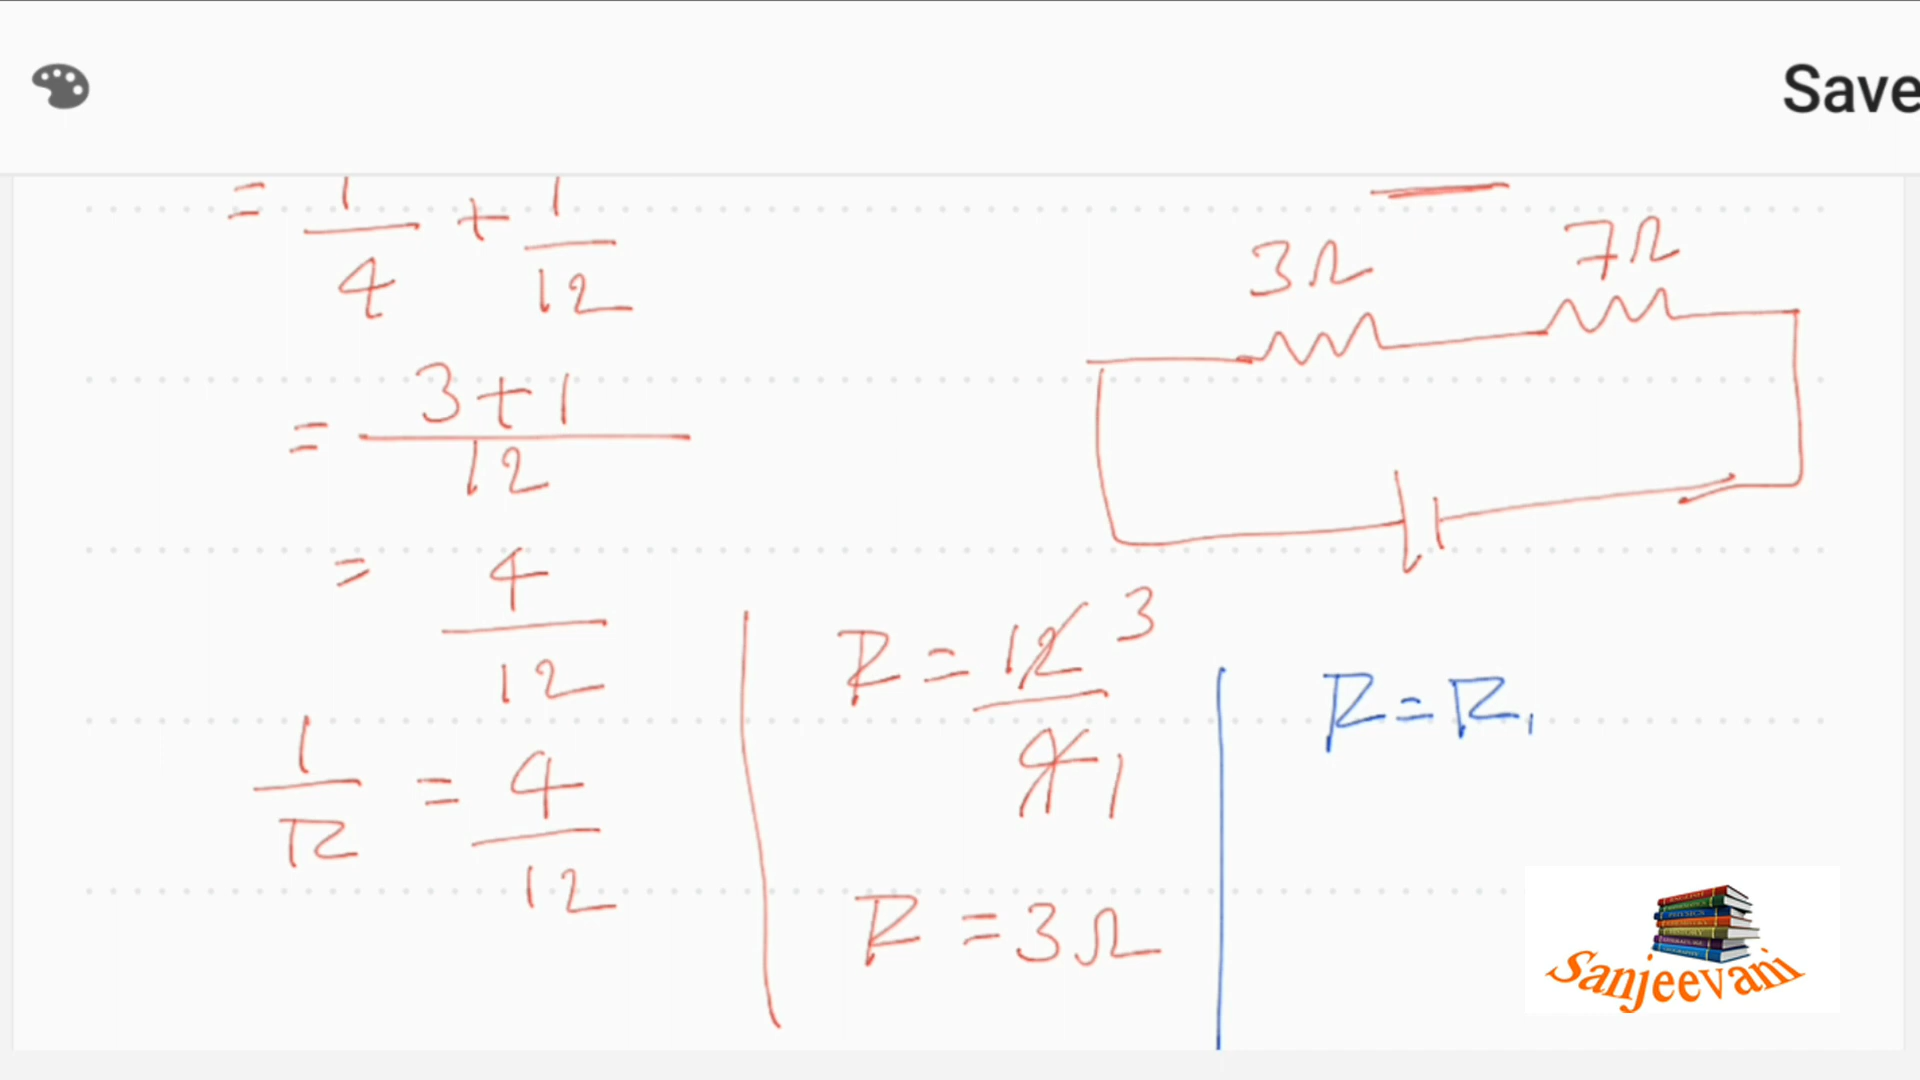 Save
= 1/4 + 1/12
= 3+1/12
= 4/12
1/R = 4/12
3Ω
7Ω
R = 12/4 3 1
R = 3Ω
R = R1
Sanjeevani